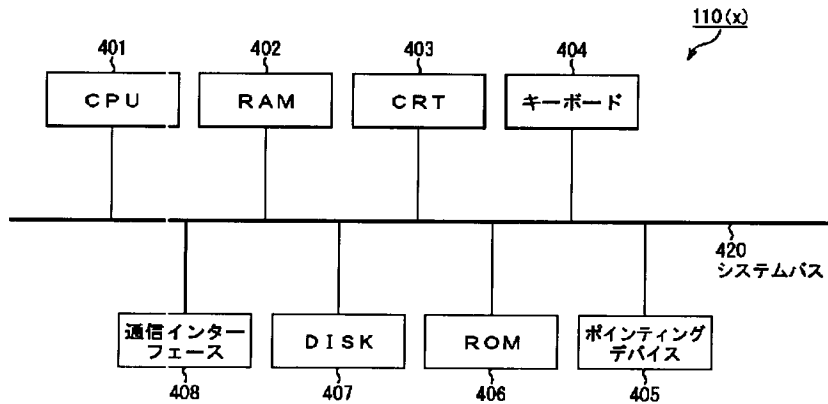 110(x)
401 402 403 404
CPU RAM CRT キーボード
420
システムバス
通信インター
フェース
DISK ROM ポインティング
デバイス
408 407 406 405